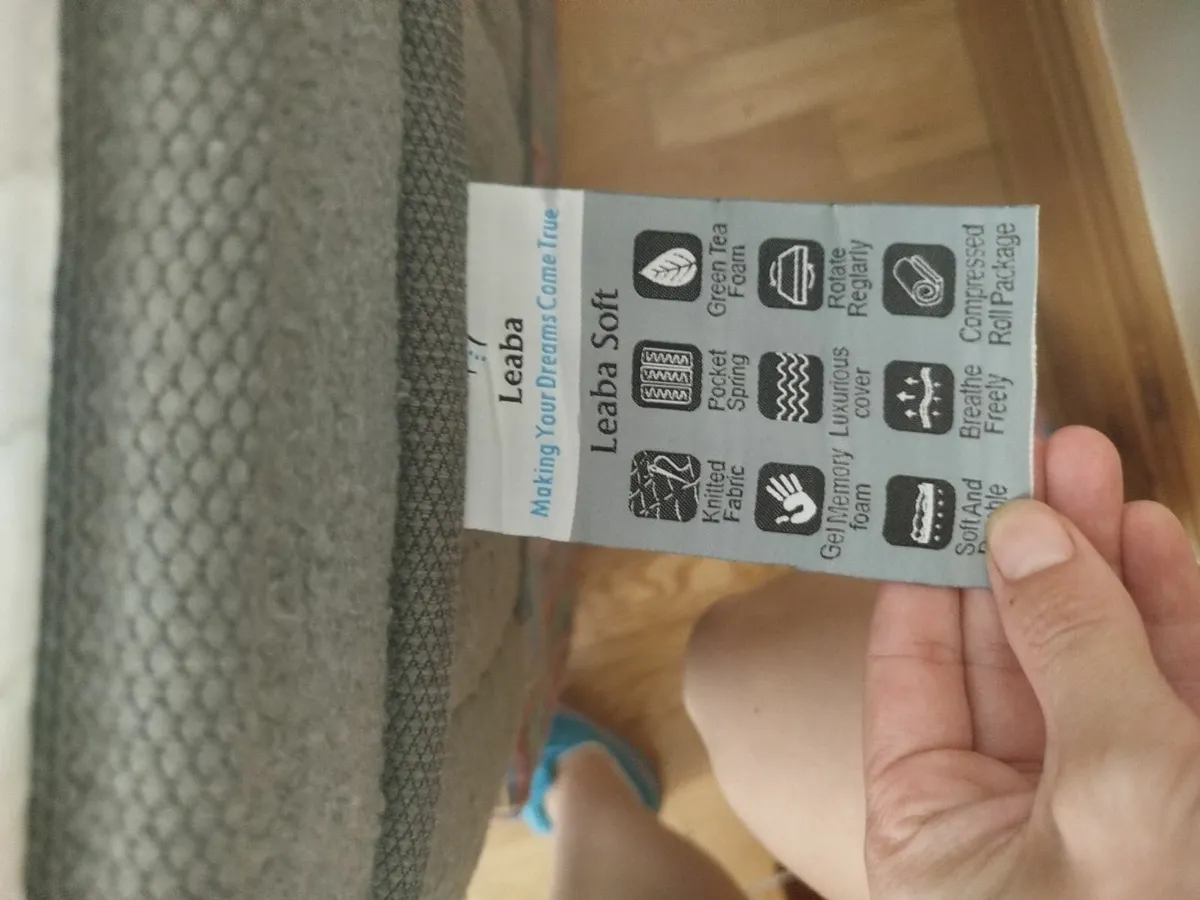 Leaba
Making Your Dreams Come True
Leaba Soft
Knitted
Fabric
Pocket
Spring
Green Tea
Foam
Gel Memory
foam
Luxurious
cover
Rotate
Reglarly
Soft And
Breathe
Freely
Compressed
Roll Package